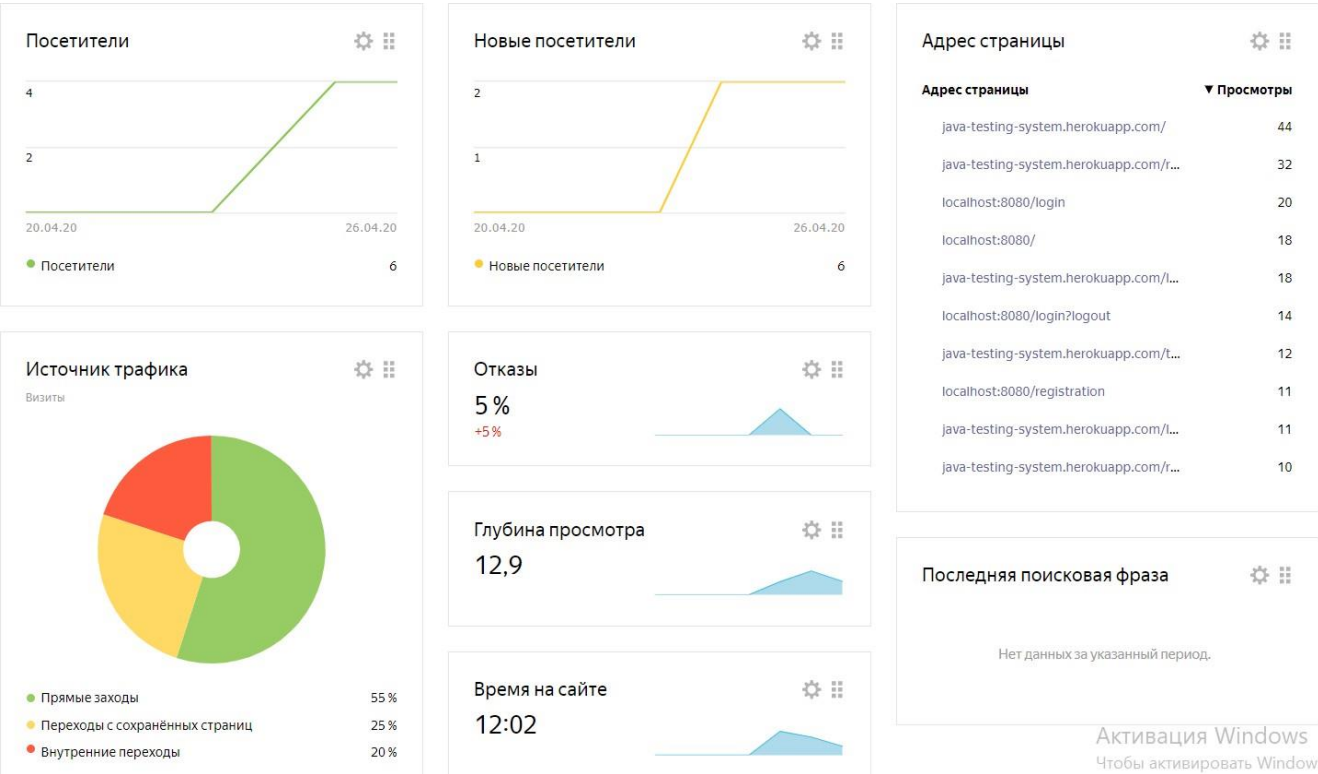 Посетители
4
2
20.04.20 26.04.20
Посетители 6
Новые посетители
2
1
20.04.20 26.04.20
Новые посетители 6
Адрес страницы
Адрес страницы ▼ Просмотры
java-testing-system.herokuapp.com/ 44
java-testing-system.herokuapp.com/r... 32
localhost:8080/login 20
localhost:8080/ 18
java-testing-system.herokuapp.com/l... 18
localhost:8080/login?logout 14
java-testing-system.herokuapp.com/t... 12
localhost:8080/registration 11
java-testing-system.herokuapp.com/l... 11
java-testing-system.herokuapp.com/r... 10
Источник трафика
Визиты
Прямые заходы 55 %
Переходы с сохранённых страниц 25 %
Внутренние переходы 20 %
Отказы
5 %
+5 %
Глубина просмотра
12,9
Время на сайте
12:02
Последняя поисковая фраза
Нет данных за указанный период.
Активация Windows
Чтобы активировать Window